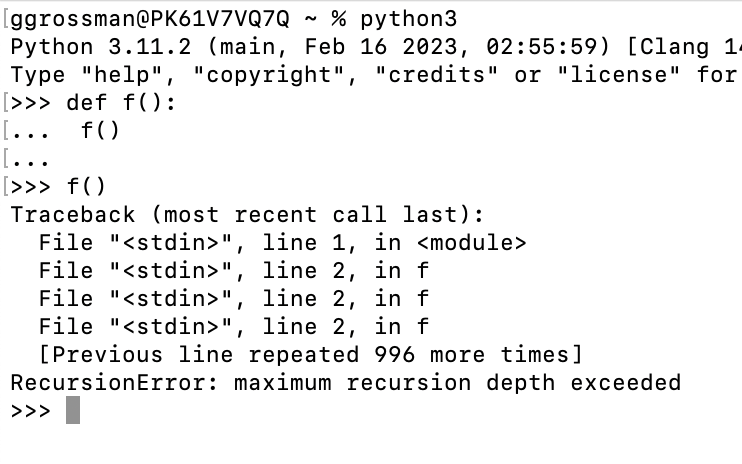 [ggrossman@PK61V7VQ7Q ~ % python3
Python 3.11.2 (main, Feb 16 2023, 02:55:59) [Clang 14
Type "help", "copyright", "credits" or "license" for
[>>> def f():
[...  f()
[...
[>>> f()
Traceback (most recent call last):
  File "<stdin>", line 1, in <module>
  File "<stdin>", line 2, in f
  File "<stdin>", line 2, in f
  File "<stdin>", line 2, in f
  [Previous line repeated 996 more times]
RecursionError: maximum recursion depth exceeded
>>>